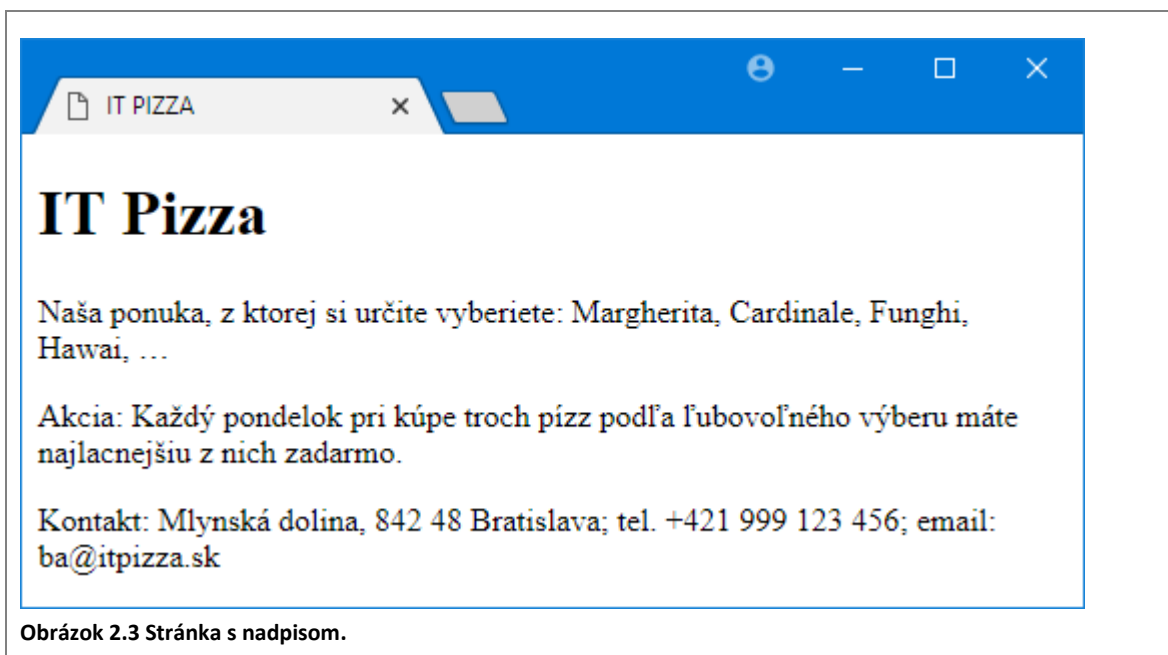 IT PIZZA
IT Pizza
Naša ponuka, z ktorej si určite vyberiete: Margherita, Cardinale, Funghi,
Hawai, …
Akcia: Každý pondelok pri kúpe troch pízz podľa ľubovoľného výberu máte
najlacnejšiu z nich zadarmo.
Kontakt: Mlynská dolina, 842 48 Bratislava; tel. +421 999 123 456; email:
ba@itpizza.sk
Obrázok 2.3 Stránka s nadpisom.